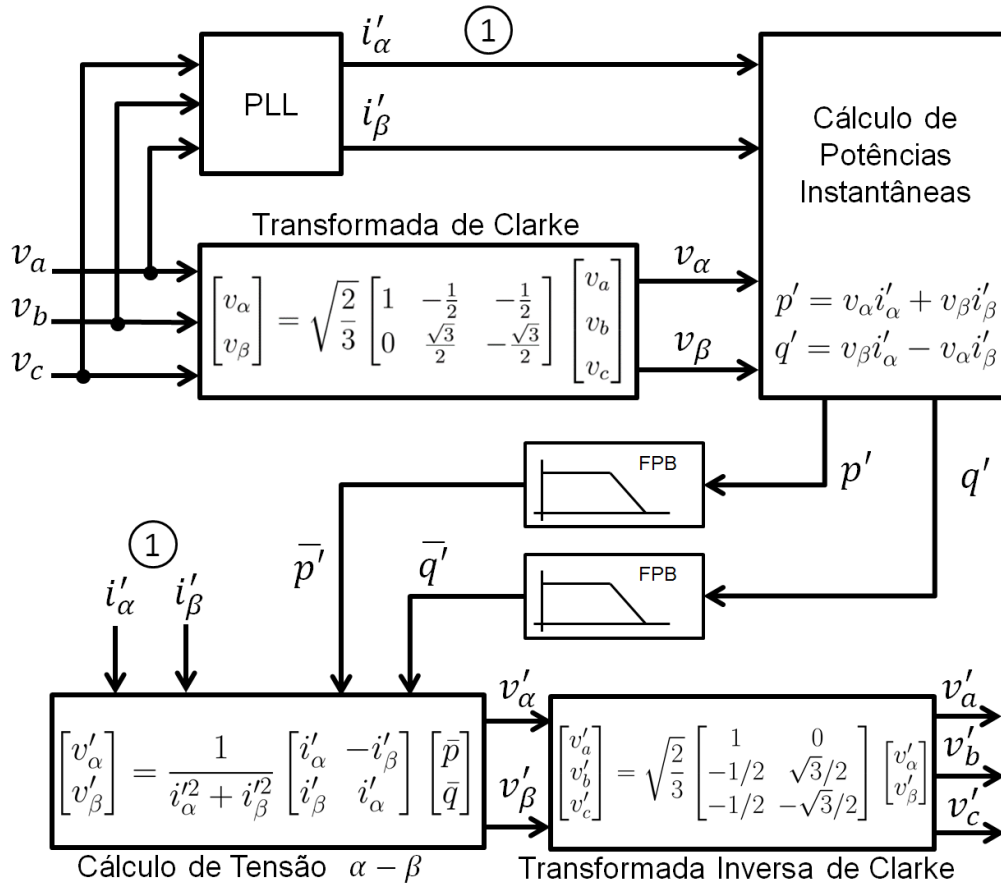 i′_α
①
PLL
i′_β
Cálculo de
Potências
Instantâneas
Transformada de Clarke
v_a
v_b
v_c
[v_α; v_β] = √(2/3) [1 -1/2 -1/2; 0 √3/2 -√3/2] [v_a; v_b; v_c]
v_α
v_β
p′ = v_α i′_α + v_β i′_β
q′ = v_β i′_α − v_α i′_β
FPB
p′
q′
FPB
p̅′
q̅′
①
i′_α
i′_β
[v′_α; v′_β] = 1/(i′²_α + i′²_β) [i′_α −i′_β; i′_β i′_α] [p̅; q̅]
v′_α
v′_β
[v′_a; v′_b; v′_c] = √(2/3) [1 0; −1/2 √3/2; −1/2 −√3/2] [v′_α; v′_β]
v′_a
v′_b
v′_c
Cálculo de Tensão α − β
Transformada Inversa de Clarke